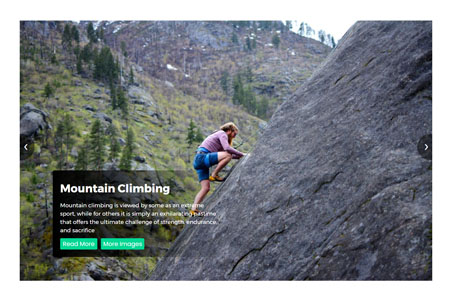 Mountain Climbing
Mountain climbing is viewed by some as an extreme
sport, while for others it is simply an exhilarating pastime
that offers the ultimate challenge of strength, endurance,
and sacrifice
Read More More Images